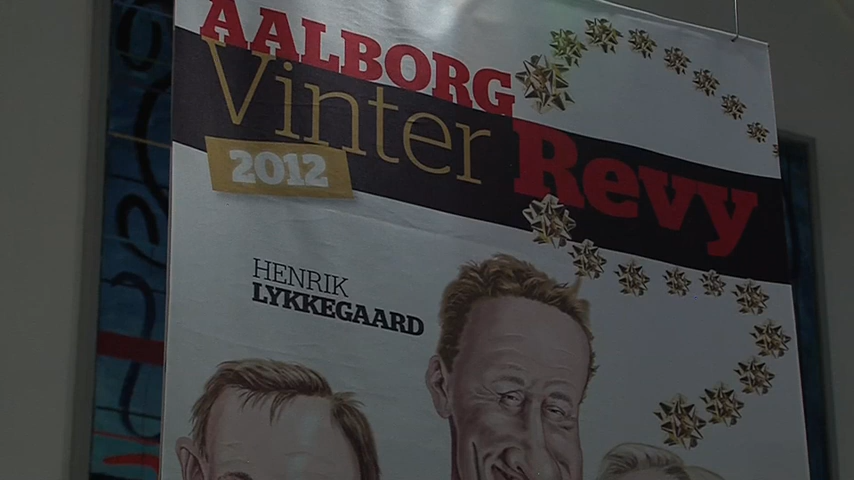 AALBORG
Vinter Revy
2012
HENRIK
LYKKEGAARD